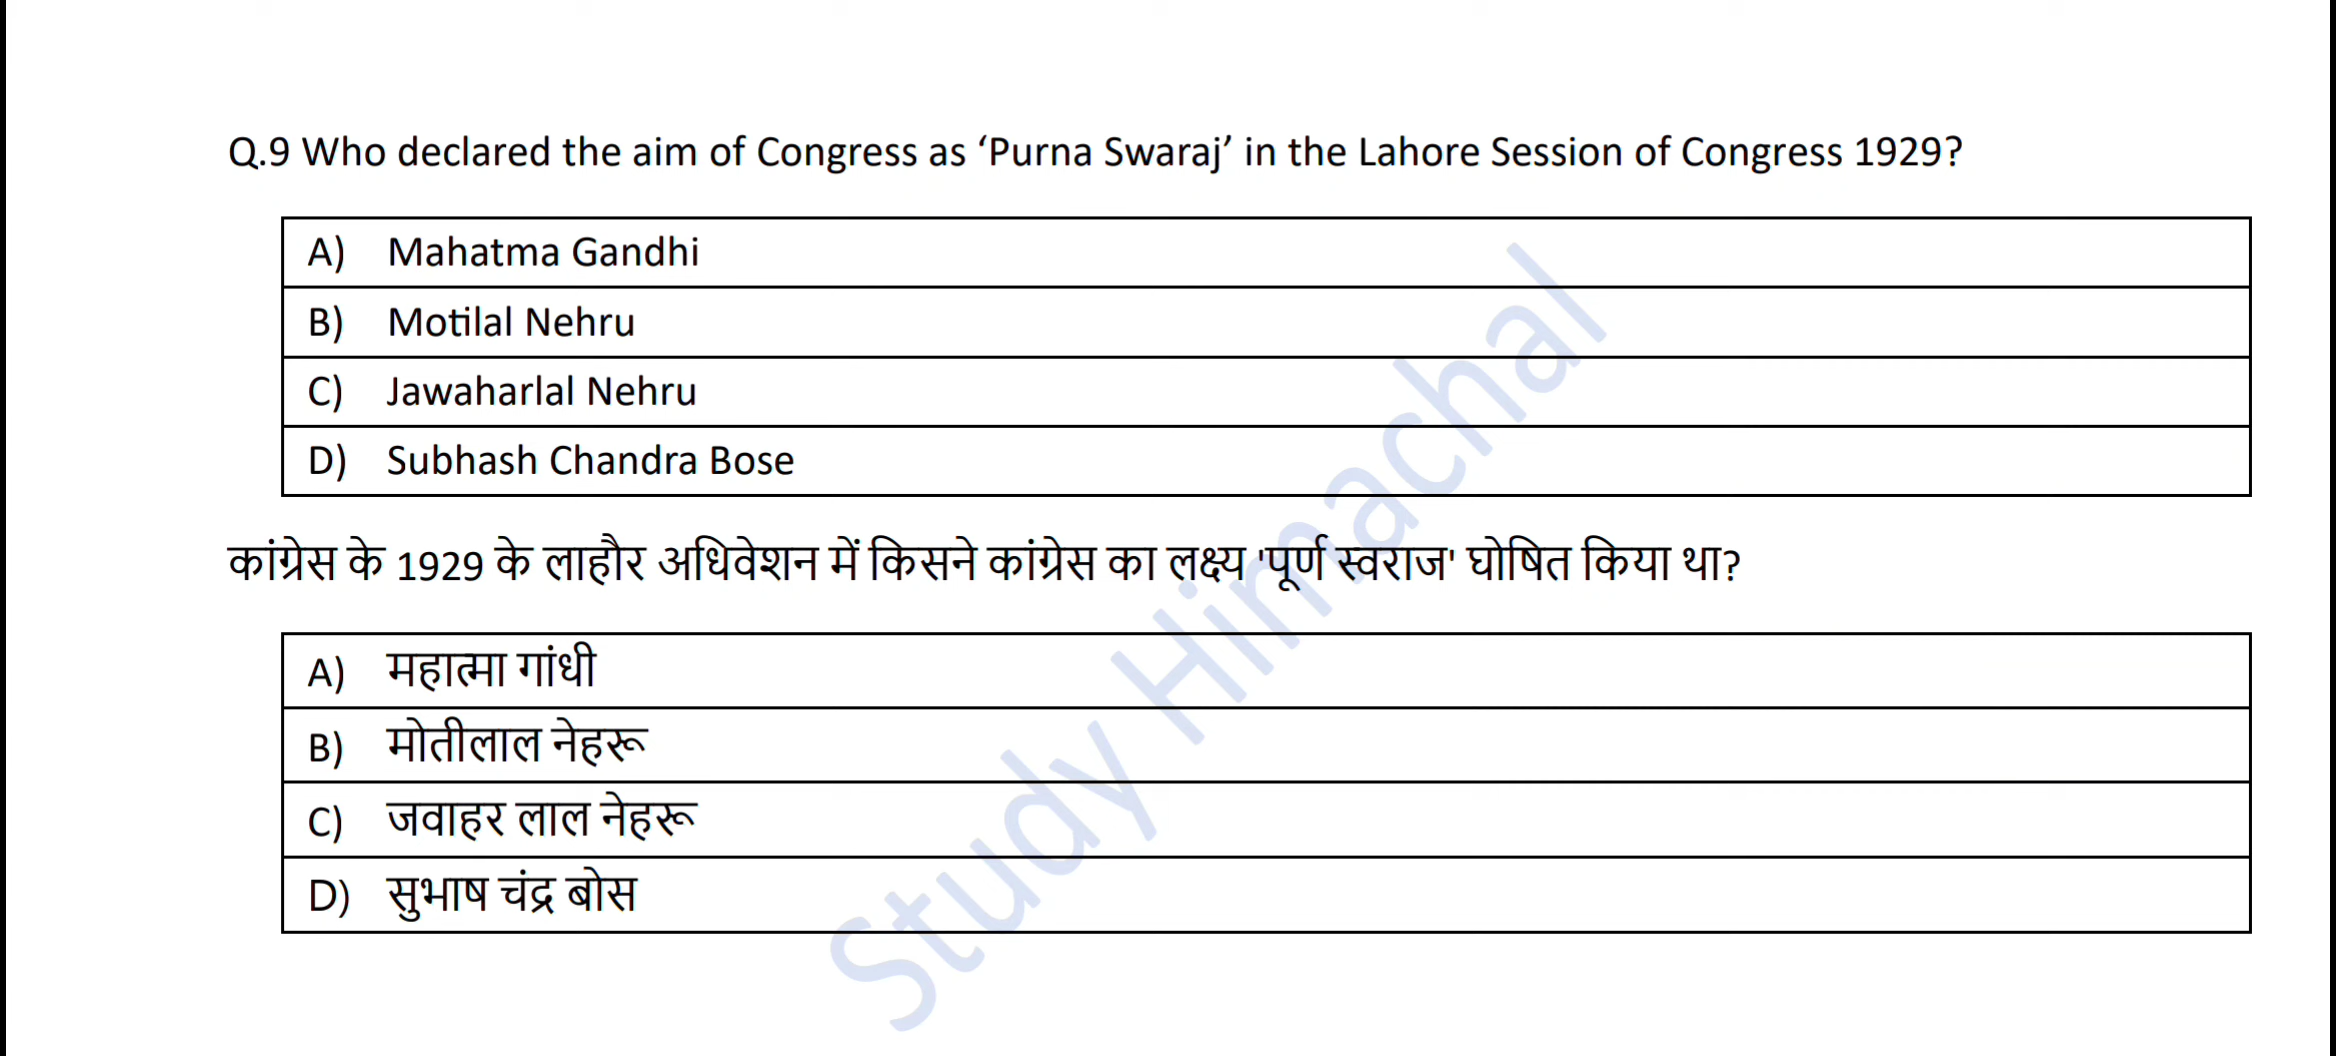 Q.9 Who declared the aim of Congress as ‘Purna Swaraj’ in the Lahore Session of Congress 1929?
A) Mahatma Gandhi
B) Motilal Nehru
C) Jawaharlal Nehru
D) Subhash Chandra Bose
कांग्रेस के 1929 के लाहौर अधिवेशन में किसने कांग्रेस का लक्ष्य 'पूर्ण स्वराज' घोषित किया था?
A) महात्मा गांधी
B) मोतीलाल नेहरू
C) जवाहर लाल नेहरू
D) सुभाष चंद्र बोस
Study Himachal